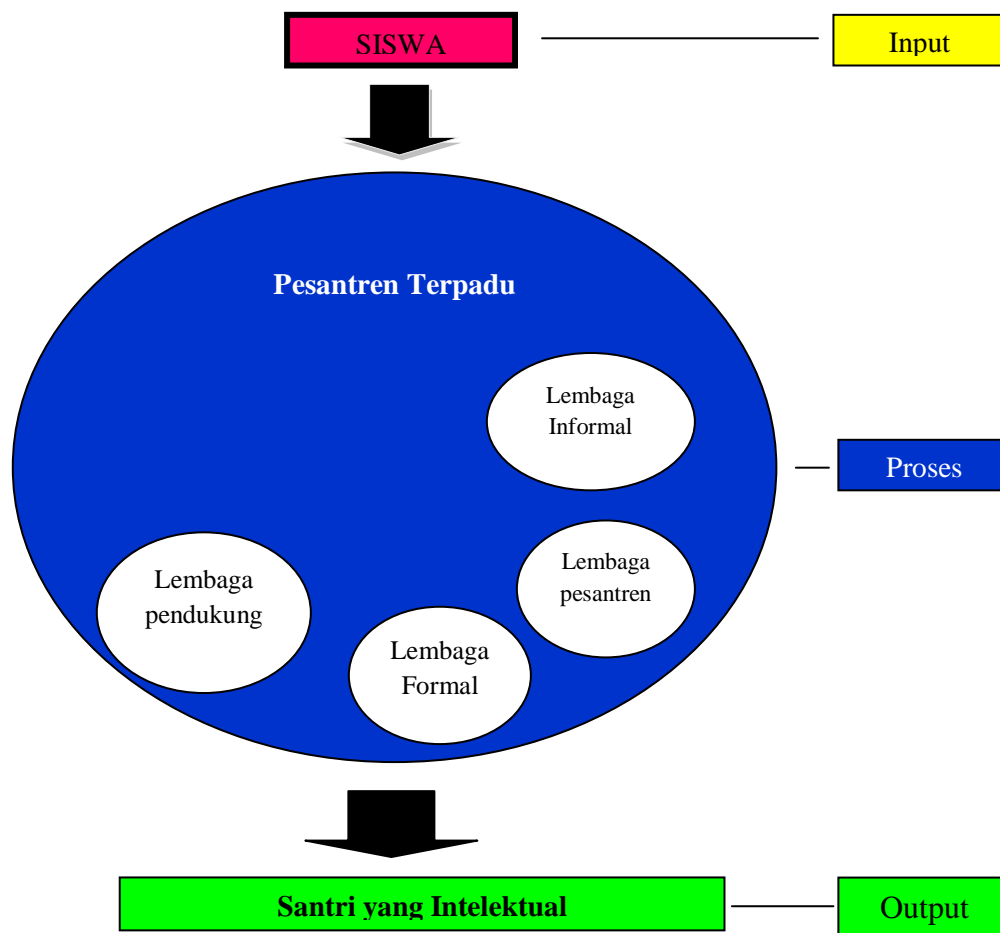 SISWA
Input
Pesantren Terpadu
Lembaga
Informal
Proses
Lembaga
pesantren
Lembaga
pendukung
Lembaga
Formal
Santri yang Intelektual
Output